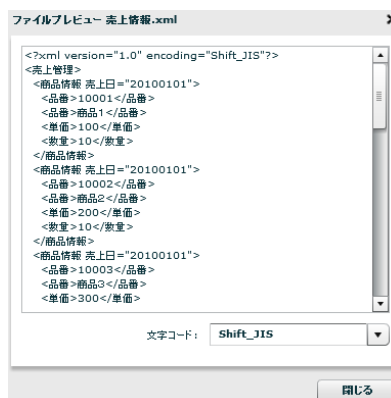 ファイルプレビュー 売上情報.xml
<?xml version="1.0" encoding="Shift_JIS"?>
<売上管理>
<商品情報 売上日="20100101">
<品番>10001</品番>
<品番>商品1</品番>
<単価>100</単価>
<数量>10</数量>
</商品情報>
<商品情報 売上日="20100101">
<品番>10002</品番>
<品番>商品2</品番>
<単価>200</単価>
<数量>10</数量>
</商品情報>
<商品情報 売上日="20100101">
<品番>10003</品番>
<品番>商品3</品番>
<単価>300</単価>
文字コード: Shift_JIS
閉じる